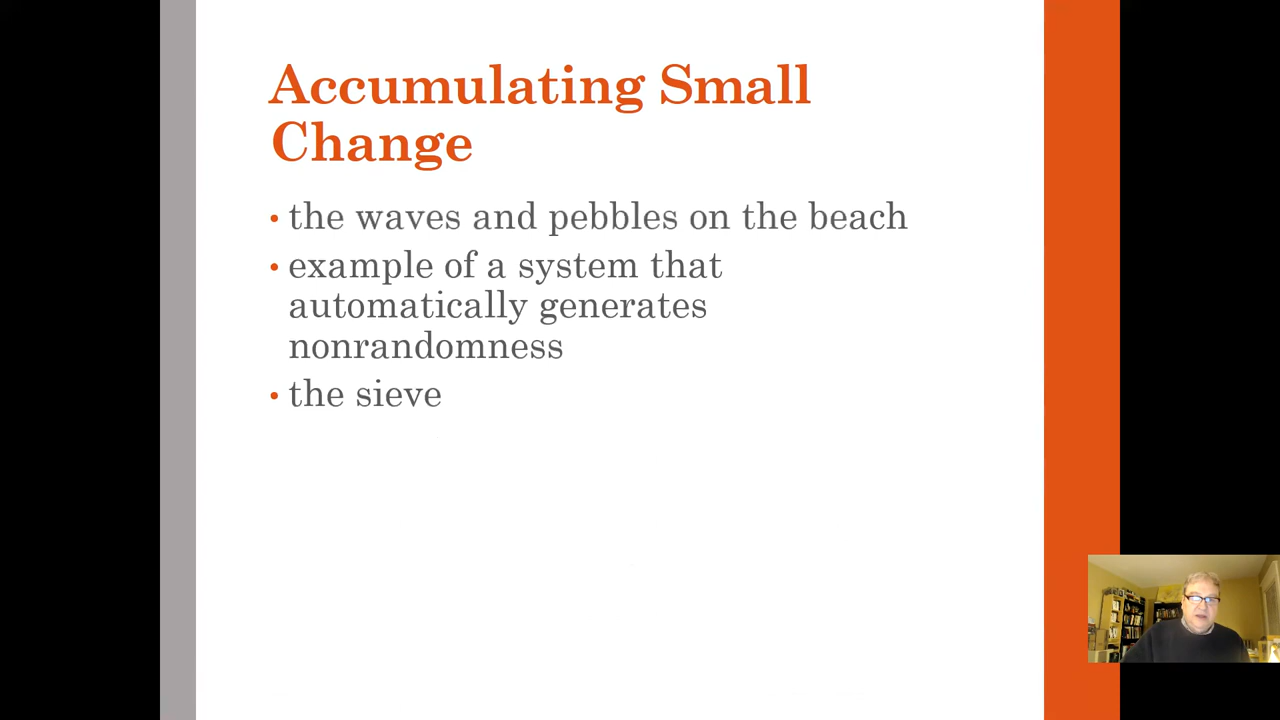 Accumulating Small
Change
• the waves and pebbles on the beach
• example of a system that
automatically generates
nonrandomness
• the sieve